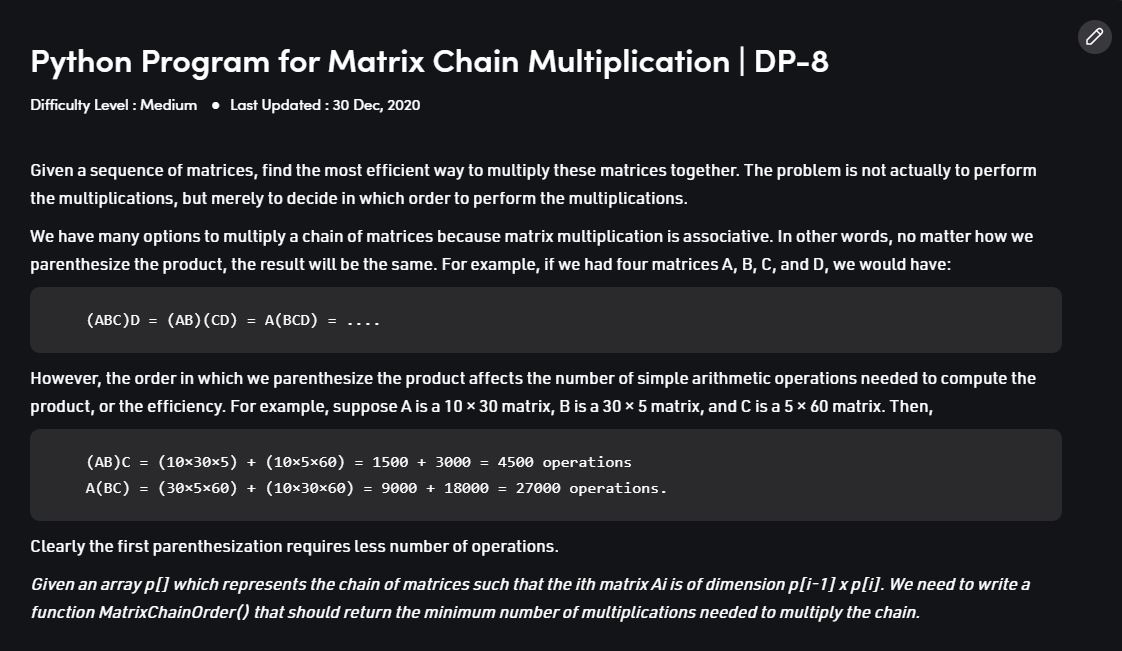 Python Program for Matrix Chain Multiplication | DP-8
Difficulty Level : Medium ● Last Updated : 30 Dec, 2020
Given a sequence of matrices, find the most efficient way to multiply these matrices together. The problem is not actually to perform
the multiplications, but merely to decide in which order to perform the multiplications.
We have many options to multiply a chain of matrices because matrix multiplication is associative. In other words, no matter how we
parenthesize the product, the result will be the same. For example, if we had four matrices A, B, C, and D, we would have:
(ABC)D = (AB)(CD) = A(BCD) = ....
However, the order in which we parenthesize the product affects the number of simple arithmetic operations needed to compute the
product, or the efficiency. For example, suppose A is a 10 × 30 matrix, B is a 30 × 5 matrix, and C is a 5 × 60 matrix. Then,
(AB)C = (10×30×5) + (10×5×60) = 1500 + 3000 = 4500 operations
A(BC) = (30×5×60) + (10×30×60) = 9000 + 18000 = 27000 operations.
Clearly the first parenthesization requires less number of operations.
Given an array p[] which represents the chain of matrices such that the ith matrix Ai is of dimension p[i-1] x p[i]. We need to write a
function MatrixChainOrder() that should return the minimum number of multiplications needed to multiply the chain.